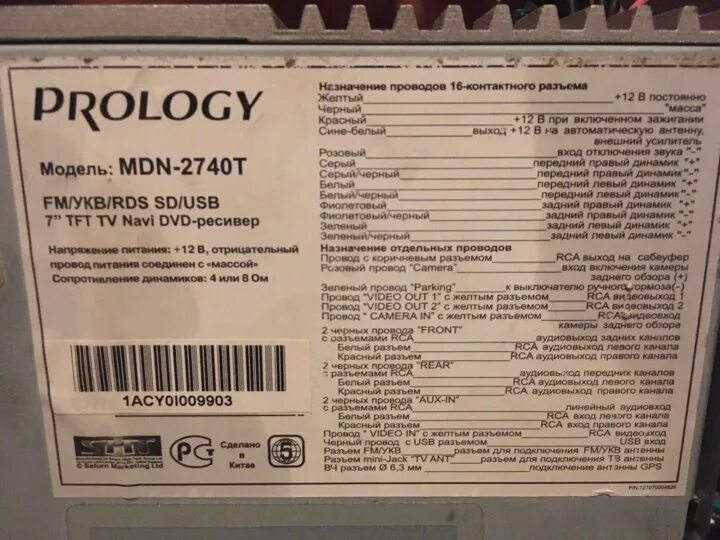 PROLOGY
Модель: MDN-2740T
FM/УКВ/RDS SD/USB
7” TFT TV Navi DVD-ресивер
Напряжение питания: +12 В, отрицательный
провод питания соединен с «массой»
Сопротивление динамиков: 4 или 8 Ом
1ACY0I009903
© Saturn Marketing Ltd
РСТ
Сделано
в
Китае
5
Назначение проводов 16-контактного разъема
Желтый +12 В постоянно
Черный "масса"
Красный +12 В при включенном зажигании
Сине-белый выход +12 В на автоматическую антенну,
внешний усилитель
Розовый вход отключения звука "-"
Серый передний правый динамик "+"
Серый/черный передний правый динамик "-"
Белый передний левый динамик "+"
Белый/черный передний левый динамик "-"
Фиолетовый задний правый динамик "+"
Фиолетовый/черный задний правый динамик "-"
Зеленый задний левый динамик "+"
Зеленый/черный задний левый динамик "-"
Назначение отдельных проводов
Провод с коричневым разъемом RCA выход на сабвуфер
Розовый провод "Camera" вход включения камеры
заднего обзора (+)
Зеленый провод "Parking" к выключателю ручного тормоза(-)
Провод "VIDEO OUT 1" с желтым разъемом RCA видеовыход 1
Провод "VIDEO OUT 2" с желтым разъемом RCA видеовыход 2
Провод " CAMERA IN" с желтым разъемом RCA видеовход
камеры заднего обзора
2 черных провода "FRONT"
с разъемами RCA аудиовыход задних каналов
Белый разъем RCA аудиовыход левого канала
Красный разъем RCA аудиовыход правого канала
2 черных провода "REAR"
с разъемами RCA аудиовыход передних каналов
Белый разъем RCA аудиовыход левого канала
Красный разъем RCA аудиовыход правого канала
2 черных провода "AUX-IN"
с разъемами RCA линейный аудиовход
Белый разъем RCA вход левого канала
Красный разъем RCA вход правого канала
Провод "VIDEO IN" с желтым разъемом RCA видеовход
Черный провод с USB разъемом USB вход
Разъем FM/УКВ разъем для подключения FM/УКВ антенны
Разъем mini-Jack "TV ANT" разъем для подключения ТВ антенны
ВЧ разъем Ø 6,3 мм подключение антенны GPS